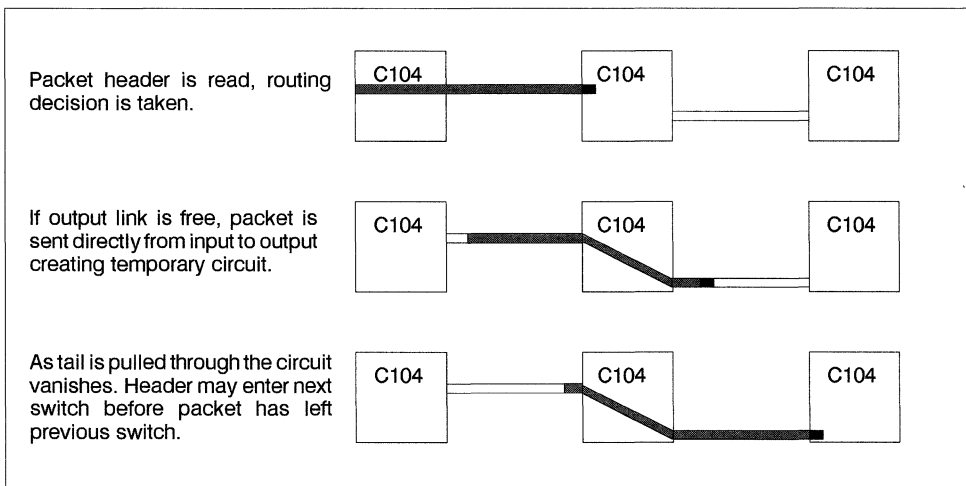 Packet header is read, routing
decision is taken.
C104
C104
C104
If output link is free, packet is
sent directly from input to output
creating temporary circuit.
C104
C104
C104
As tail is pulled through the circuit
vanishes. Header may enter next
switch before packet has left
previous switch.
C104
C104
C104